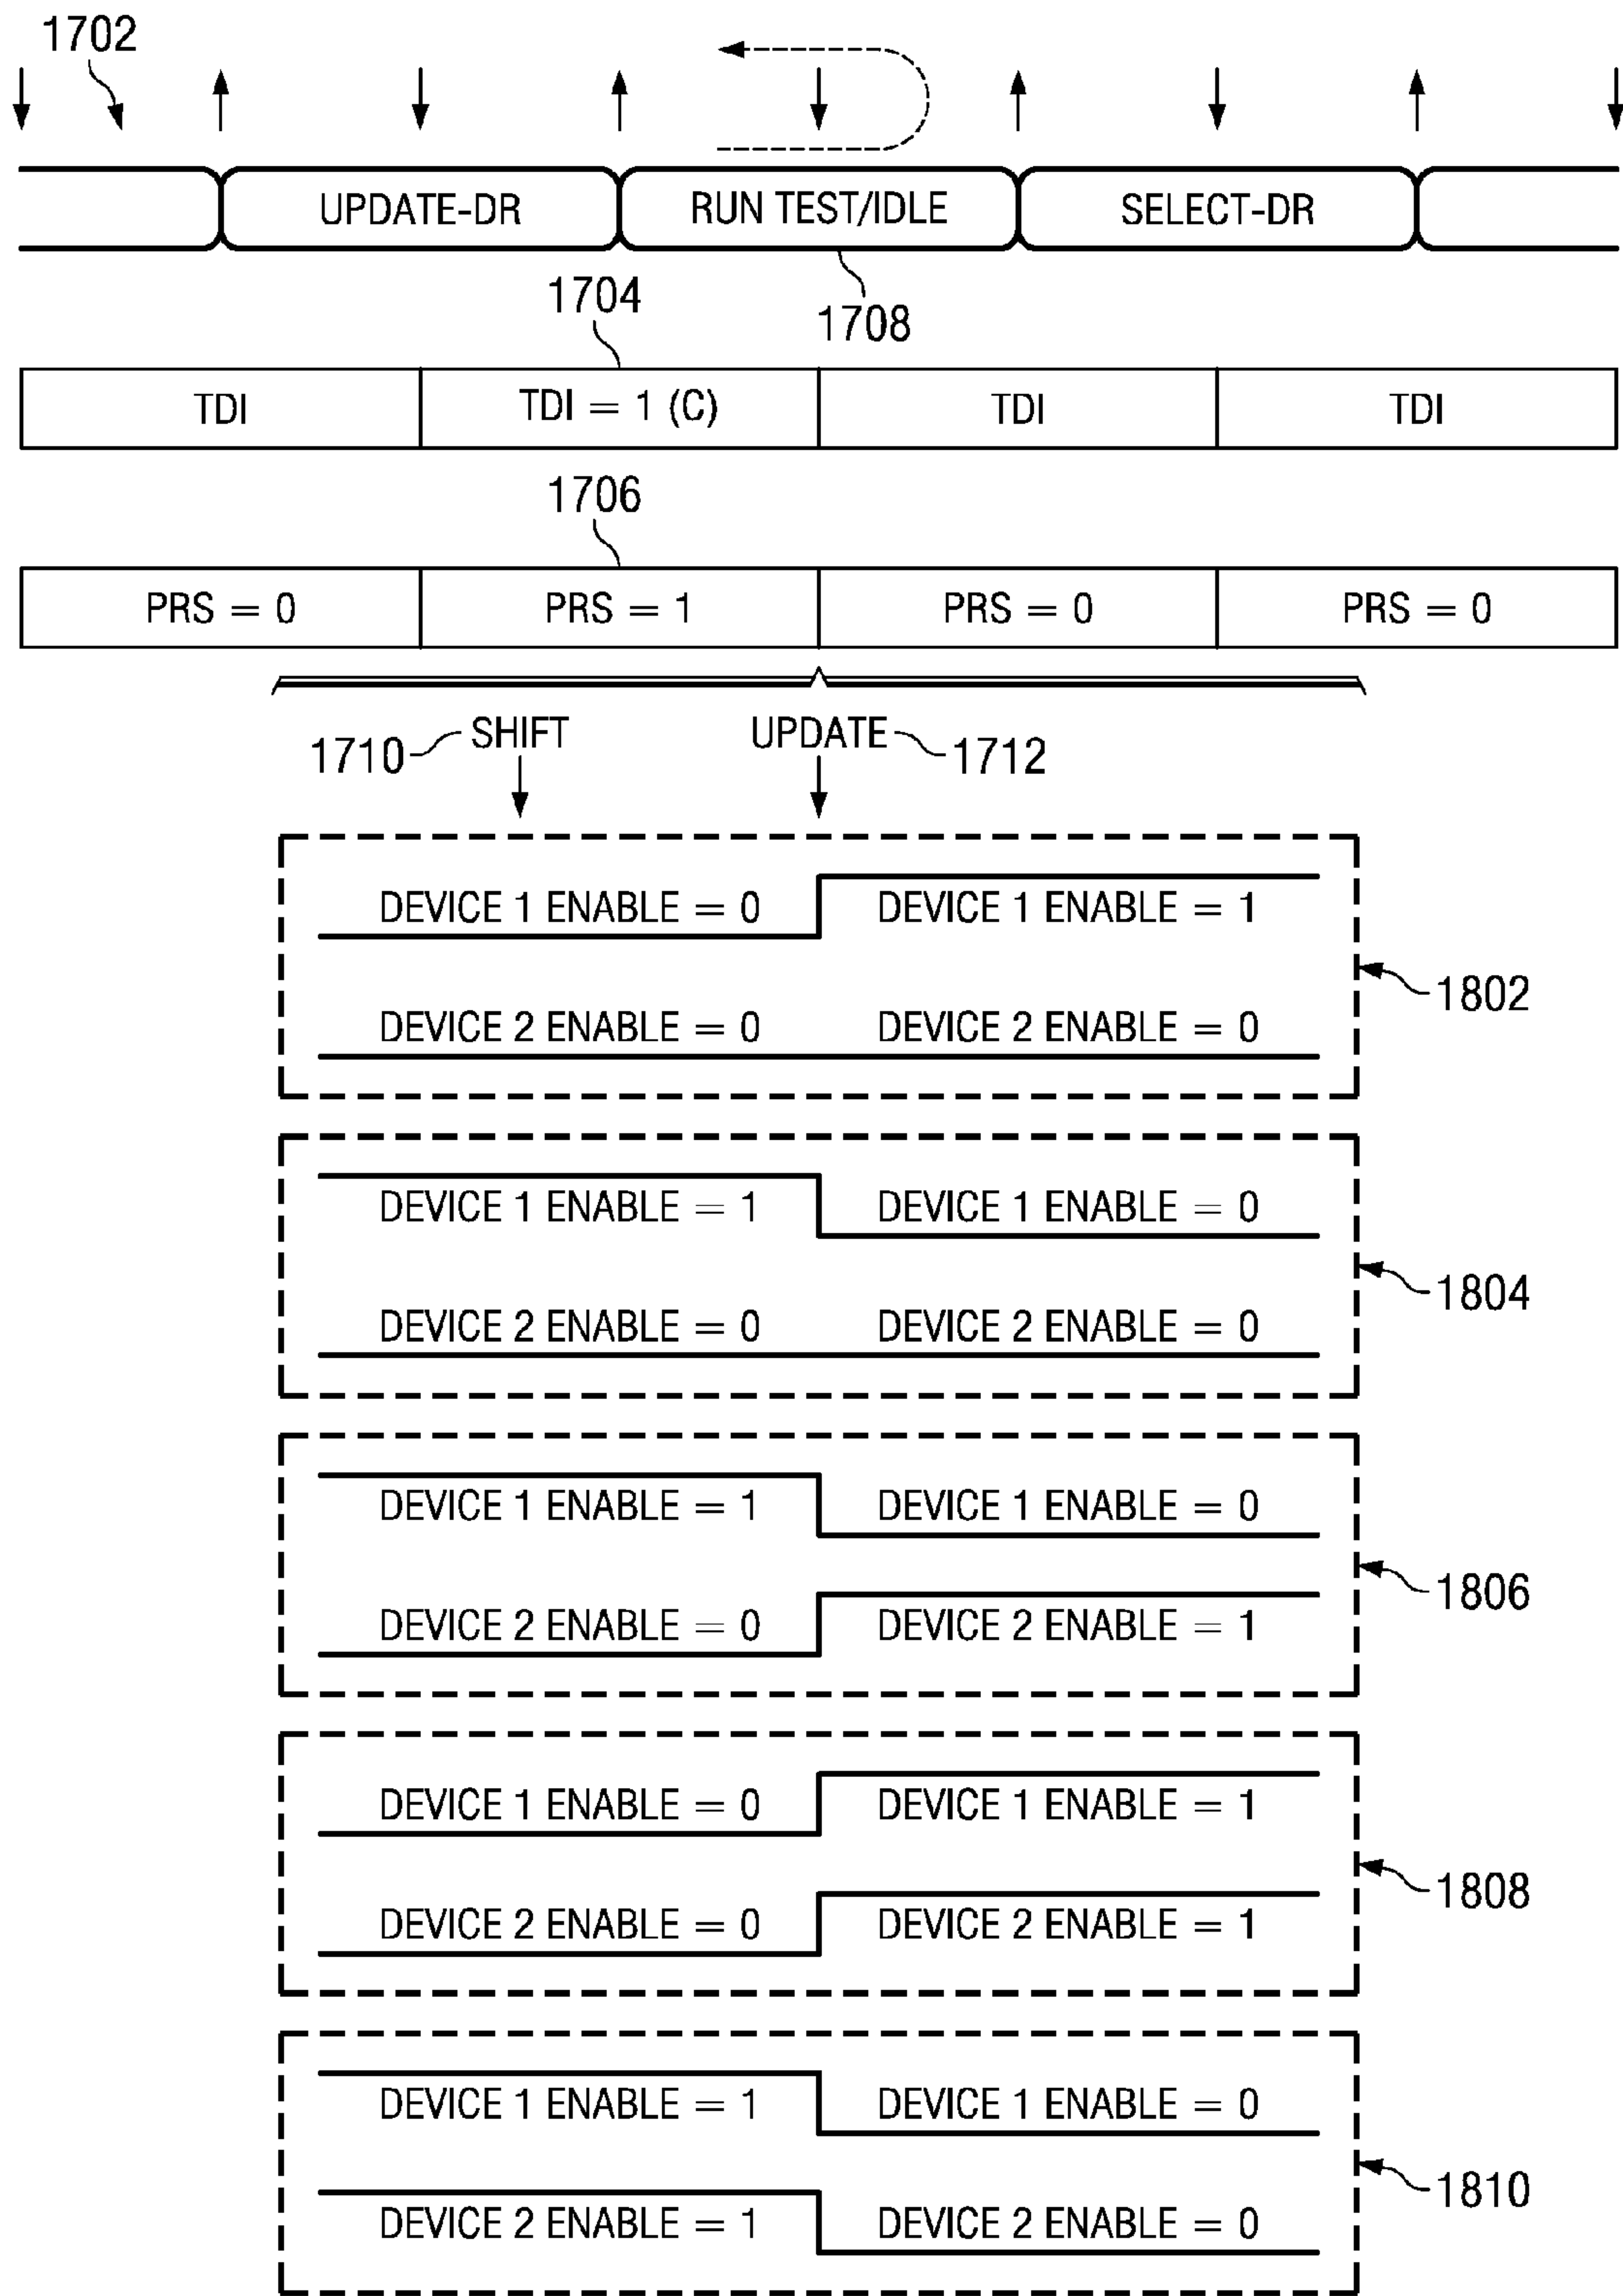 1702
UPDATE-DR RUN TEST/IDLE SELECT-DR
1704
1708
TDI TDI = 1 (C) TDI TDI
1706
PRS = 0 PRS = 1 PRS = 0 PRS = 0
1710 SHIFT UPDATE 1712
DEVICE 1 ENABLE = 0 DEVICE 1 ENABLE = 1
1802
DEVICE 2 ENABLE = 0 DEVICE 2 ENABLE = 0
DEVICE 1 ENABLE = 1 DEVICE 1 ENABLE = 0
1804
DEVICE 2 ENABLE = 0 DEVICE 2 ENABLE = 0
DEVICE 1 ENABLE = 1 DEVICE 1 ENABLE = 0
1806
DEVICE 2 ENABLE = 0 DEVICE 2 ENABLE = 1
DEVICE 1 ENABLE = 0 DEVICE 1 ENABLE = 1
1808
DEVICE 2 ENABLE = 0 DEVICE 2 ENABLE = 1
DEVICE 1 ENABLE = 1 DEVICE 1 ENABLE = 0
1810
DEVICE 2 ENABLE = 1 DEVICE 2 ENABLE = 0